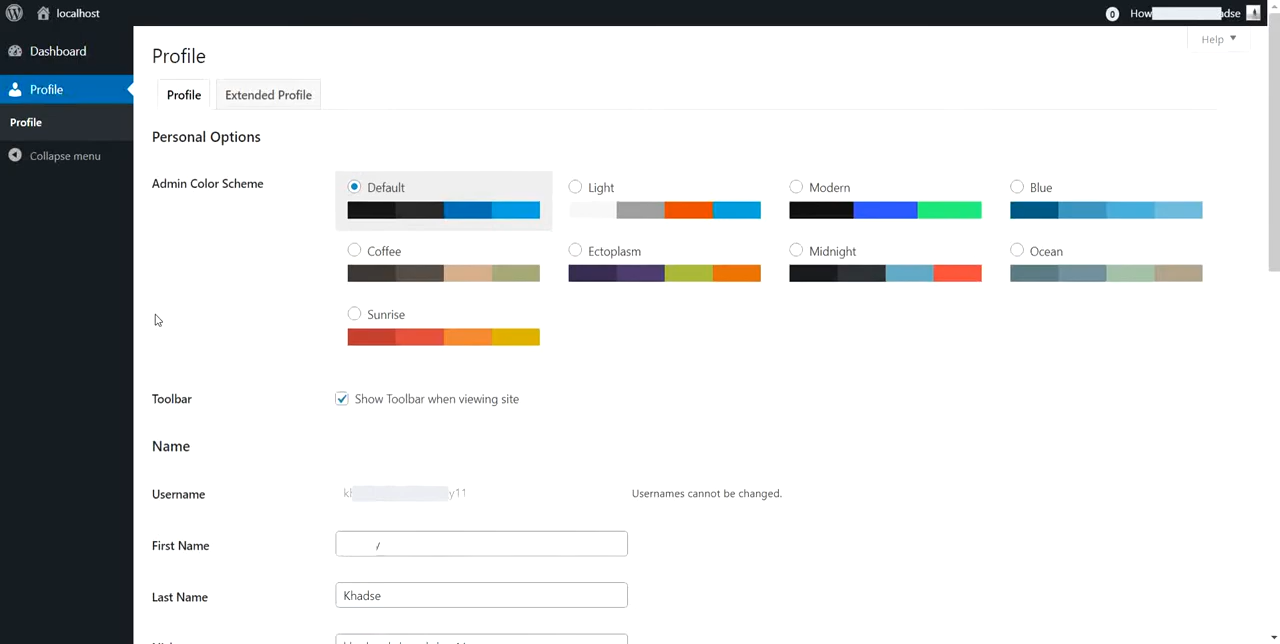 localhost
0
How dse
Dashboard
Help
Profile
Profile
Profile
Extended Profile
Profile
Personal Options
Collapse menu
Admin Color Scheme
Default
Light
Modern
Blue
Coffee
Ectoplasm
Midnight
Ocean
Sunrise
Toolbar
Show Toolbar when viewing site
Name
Username
y11
Usernames cannot be changed.
First Name
/
Last Name
Khadse